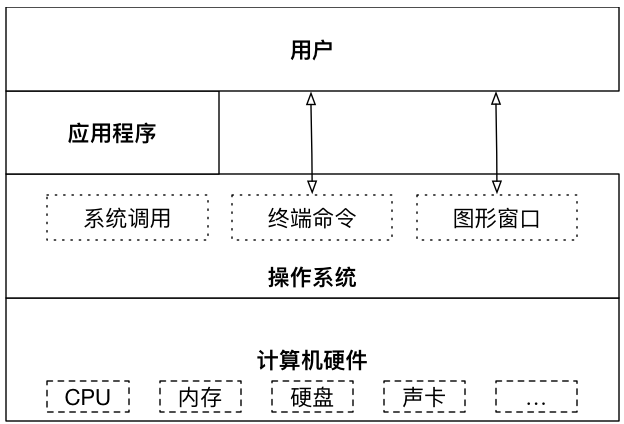 用户
应用程序
系统调用 终端命令 图形窗口
操作系统
计算机硬件
CPU 内存 硬盘 声卡 ...